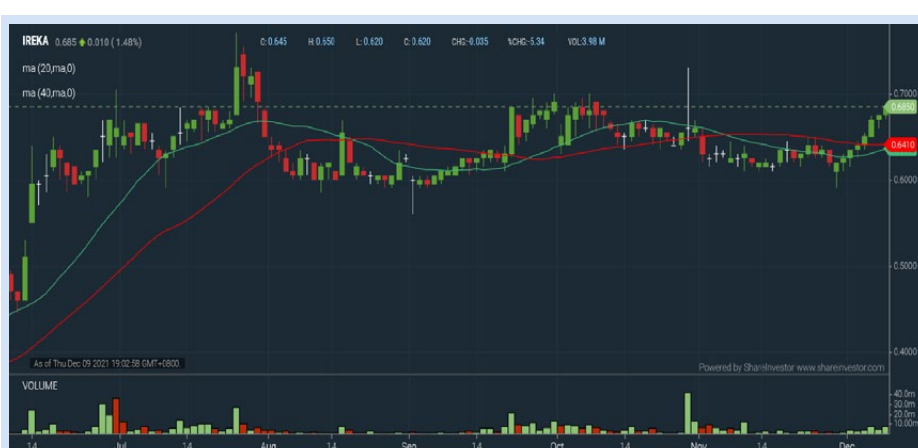 IREKA 0.685 0.010 ( 1.48%) C: 0.645 H: 0.650 L: 0.620 C: 0.620 CHG:-0.035 %CHG:-5.34 VOL:3.98 M
ma (20,ma,0)
ma (40,ma,0)
0.7000
0.6850
0.6410
0.6000
0.5000
0.4000
As of Thu Dec 09 2021 19:02:58 GMT+0800.
Powered by ShareInvestor www.shareinvestor.com
VOLUME
40.0m
30.0m
20.0m
10.00m
14 Jul 14 Aug 14 Sep 14 Oct 14 Nov 14 Dec